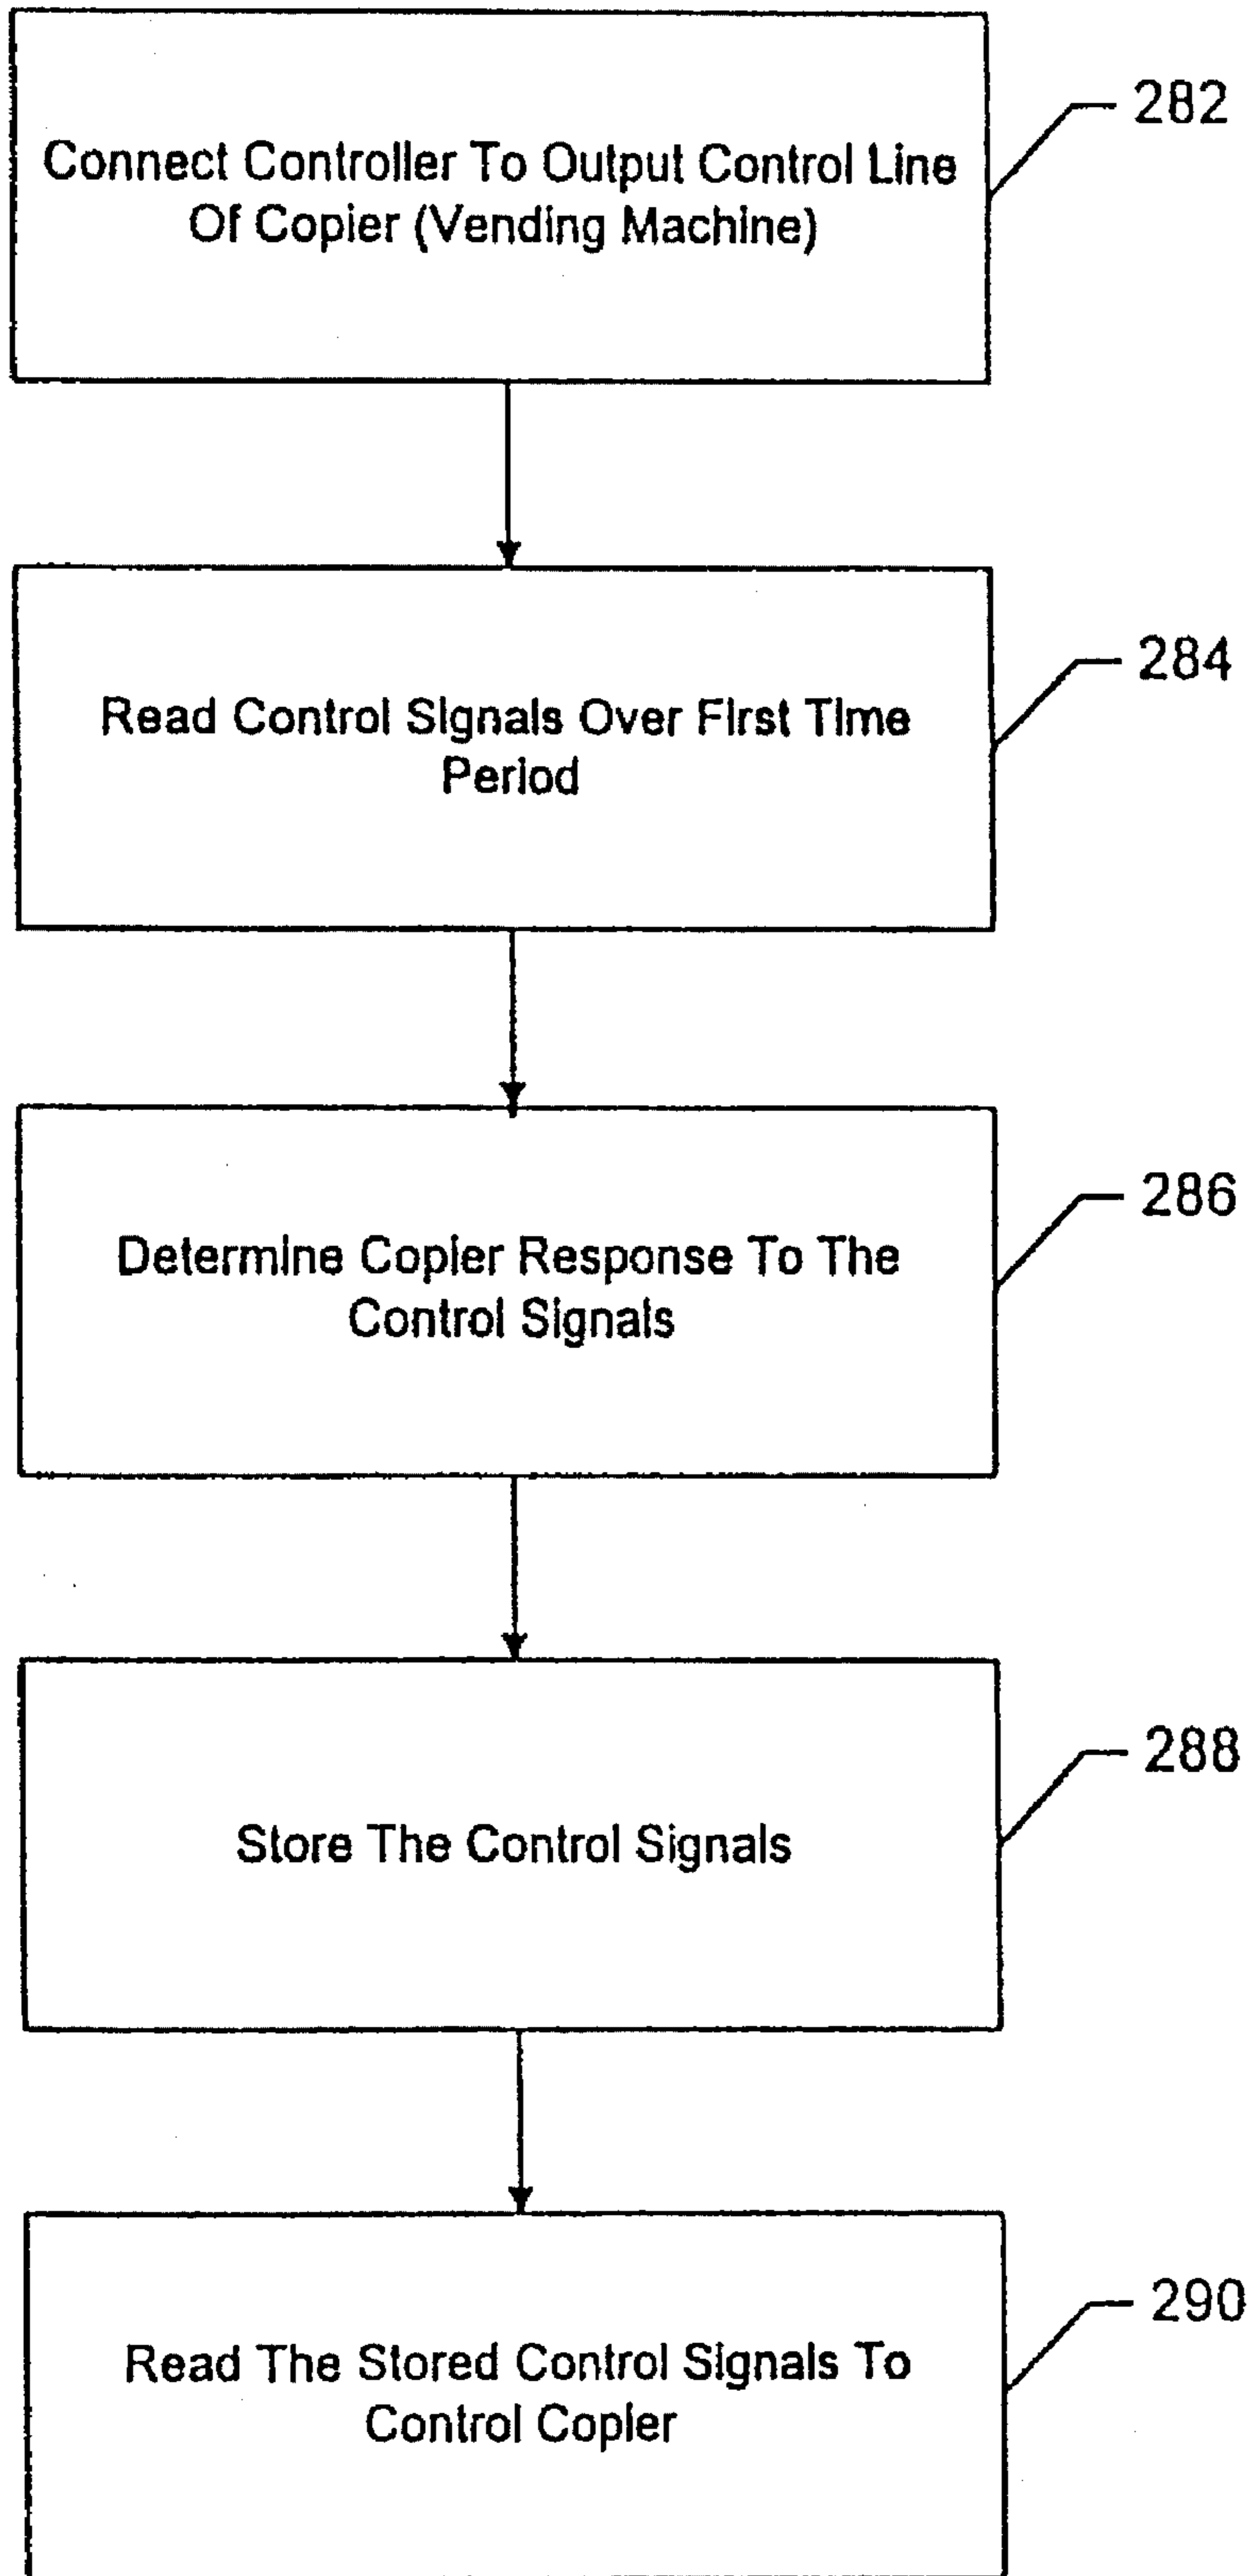 Connect Controller To Output Control Line
Of Copier (Vending Machine)
282
Read Control Signals Over First Time
Period
284
Determine Copier Response To The
Control Signals
286
Store The Control Signals
288
Read The Stored Control Signals To
Control Copier
290